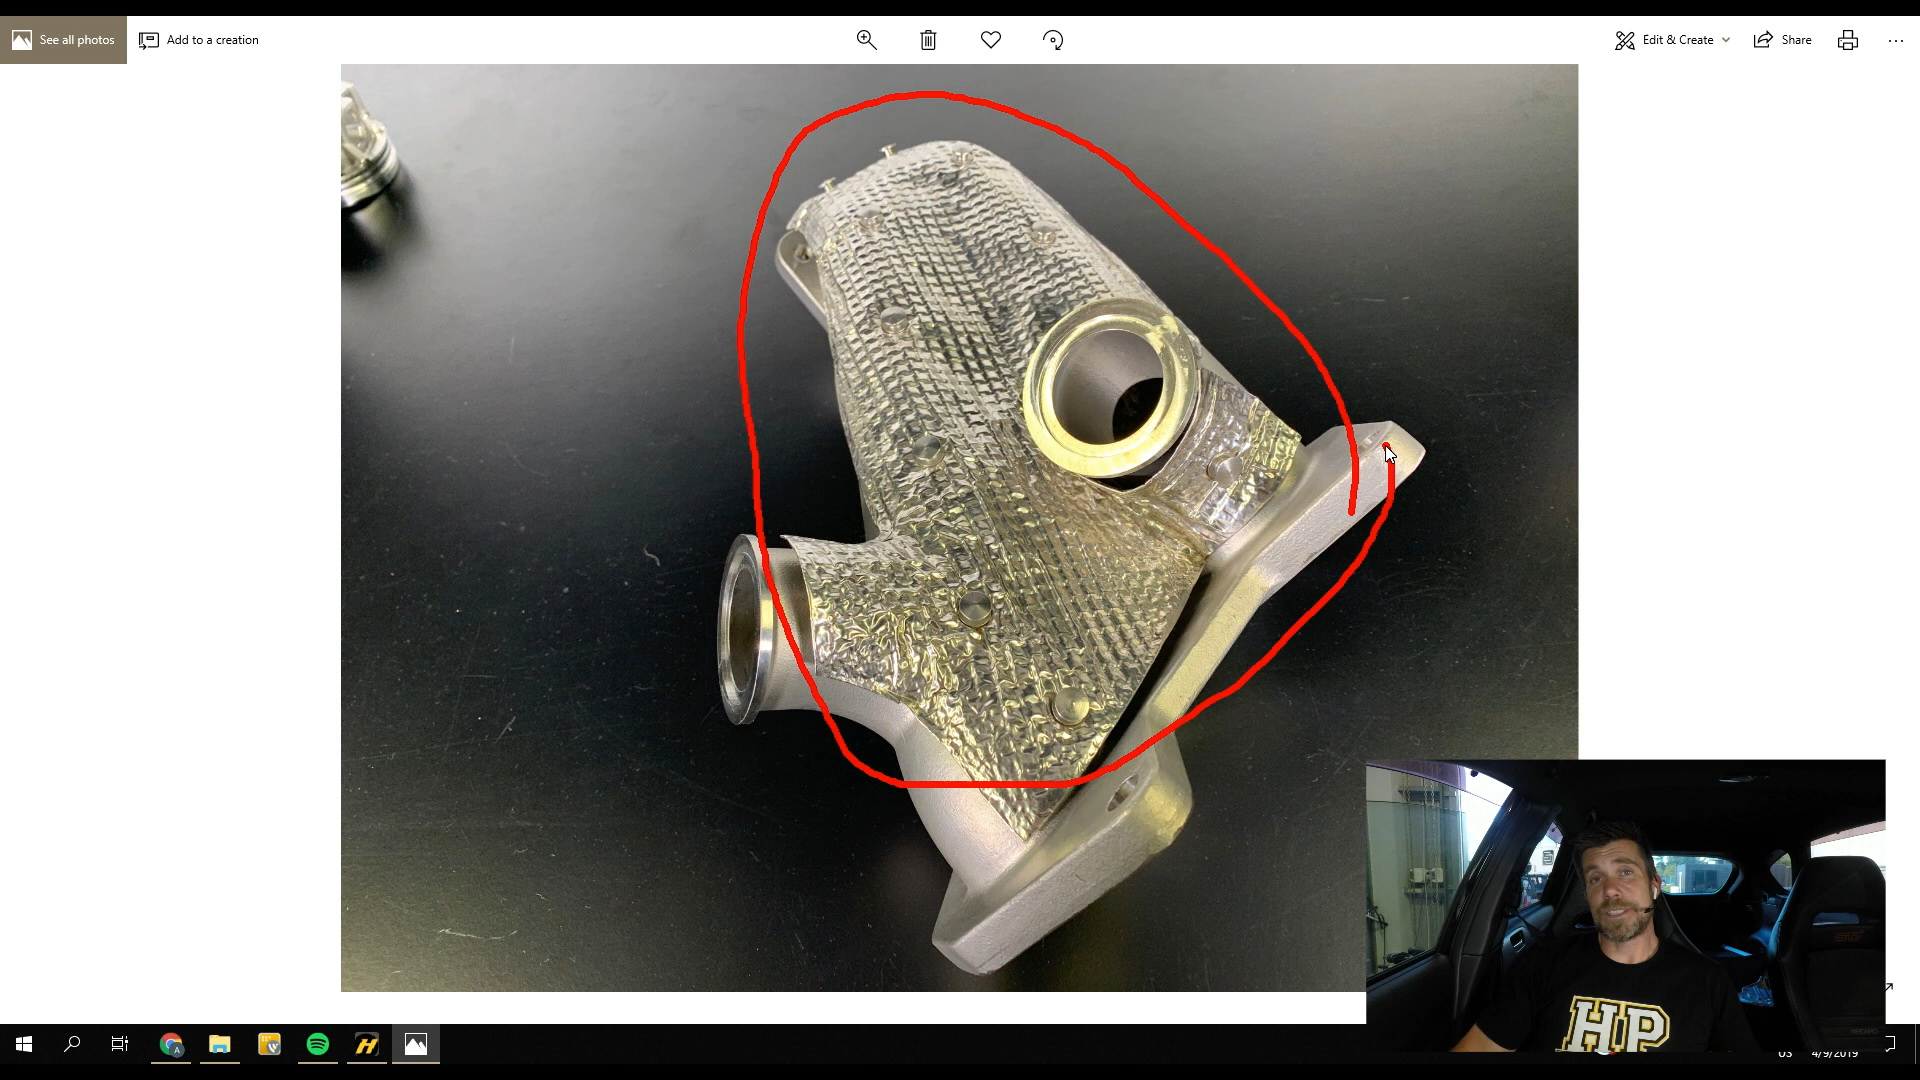 See all photos
Add to a creation
Edit & Create
Share
HP
4/9/2019